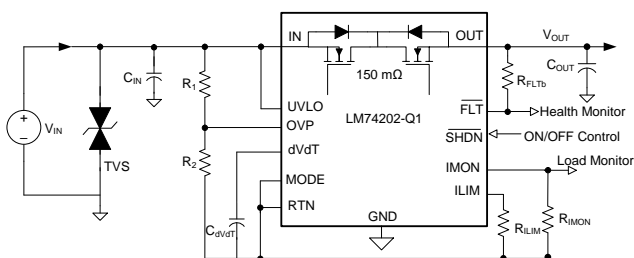 IN
OUT
VOUT
CIN
R1
150 mΩ
RFLTb
COUT
UVLO
FLT
Health Monitor
VIN
OVP
LM74202-Q1
SHDN
ON/OFF Control
TVS
R2
dVdT
IMON
Load Monitor
MODE
ILIM
CdVdT
RTN
GND
RILIM
RIMON